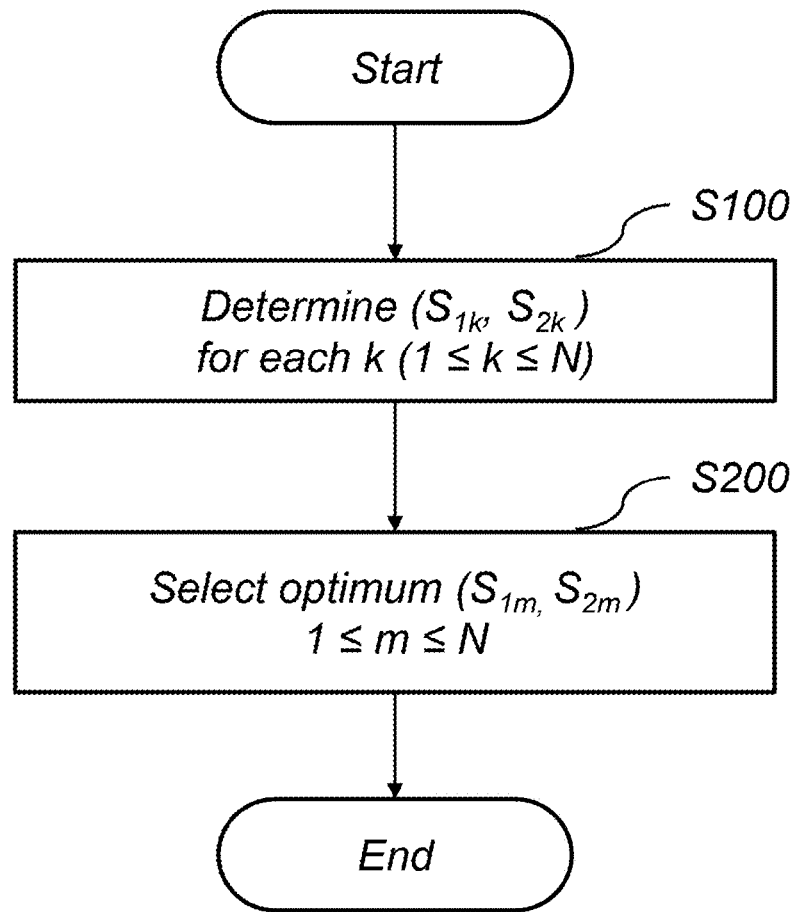 Start
S100
Determine (S1k, S2k)
for each k (1 ≤ k ≤ N)
S200
Select optimum (S1m, S2m)
1 ≤ m ≤ N
End